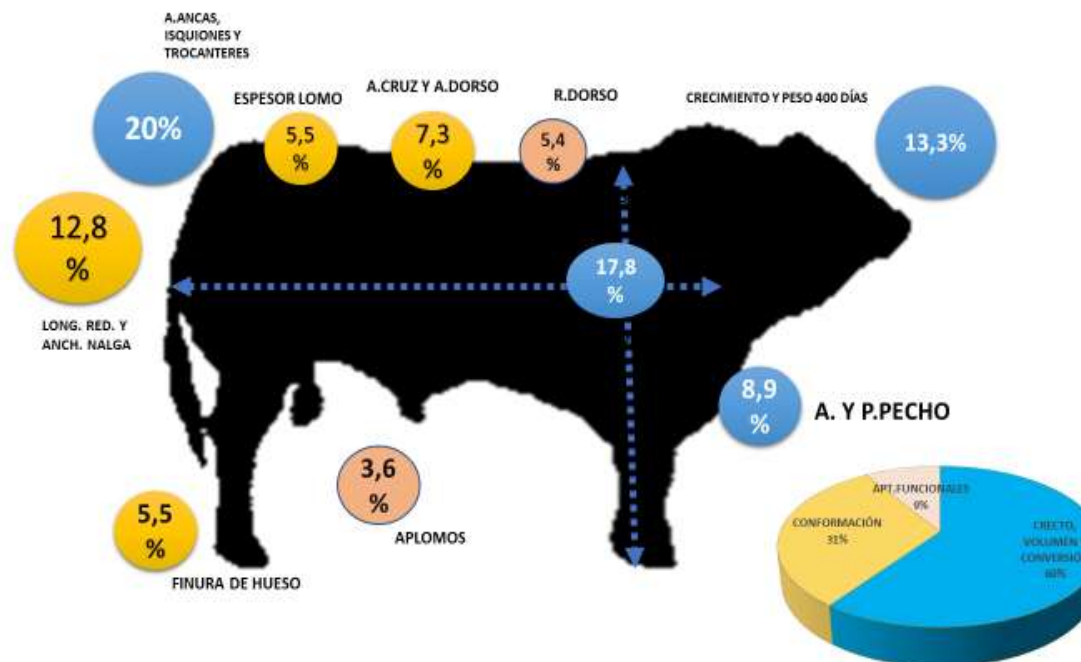 A.ANCAS,
ISQUIONES Y
TROCANTERES
20%
ESPESOR LOMO
5,5
%
A.CRUZ Y A.DORSO
7,3
%
R.DORSO
5,4
%
CRECIMIENTO Y PESO 400 DÍAS
13,3%
12,8
%
LONG. RED. Y
ANCH. NALGA
17,8
%
8,9
%
A. Y P.PECHO
3,6
%
APLOMOS
5,5
%
FINURA DE HUESO
APT.FUNCIONALES
9%
CONFORMACIÓN
31%
CRECTO,
VOLUMEN
CONVERSIO
60%